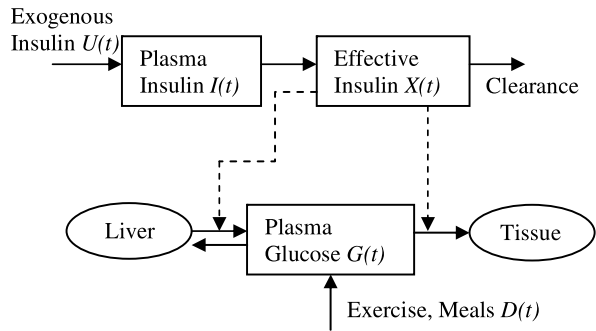 Exogenous
Insulin U(t)
Plasma
Insulin I(t)
Effective
Insulin X(t)
Clearance
Liver
Plasma
Glucose G(t)
Tissue
Exercise, Meals D(t)